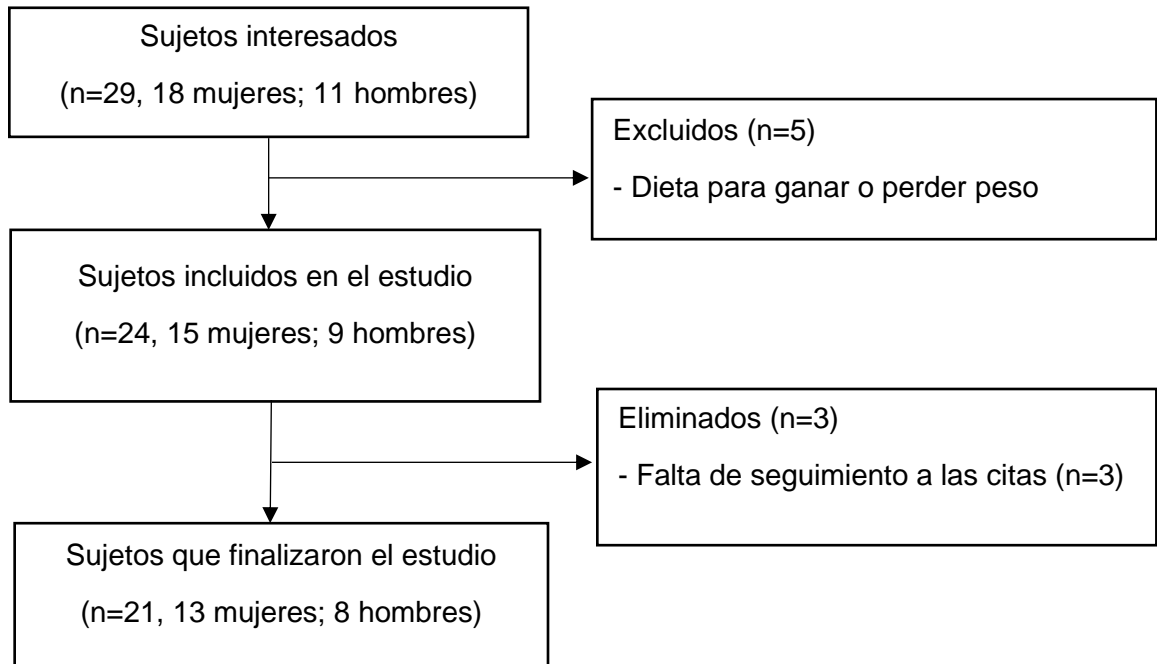 Sujetos interesados
(n=29, 18 mujeres; 11 hombres)
Excluidos (n=5)
- Dieta para ganar o perder peso
Sujetos incluidos en el estudio
(n=24, 15 mujeres; 9 hombres)
Eliminados (n=3)
- Falta de seguimiento a las citas (n=3)
Sujetos que finalizaron el estudio
(n=21, 13 mujeres; 8 hombres)